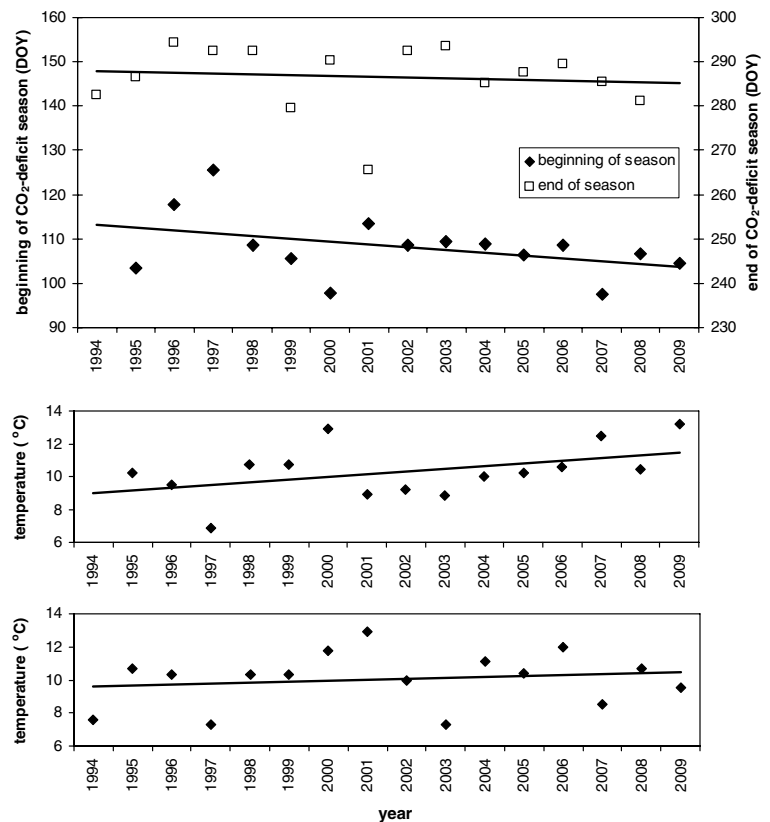 160
150
140
130
120
110
100
90
beginning of CO₂-deficit season (DOY)
300
290
280
270
260
250
240
230
end of CO₂-deficit season (DOY)
beginning of season
end of season
1994 1995 1996 1997 1998 1999 2000 2001 2002 2003 2004 2005 2006 2007 2008 2009
14
12
10
8
6
temperature ( °C)
1994 1995 1996 1997 1998 1999 2000 2001 2002 2003 2004 2005 2006 2007 2008 2009
14
12
10
8
6
temperature ( °C)
1994 1995 1996 1997 1998 1999 2000 2001 2002 2003 2004 2005 2006 2007 2008 2009
year